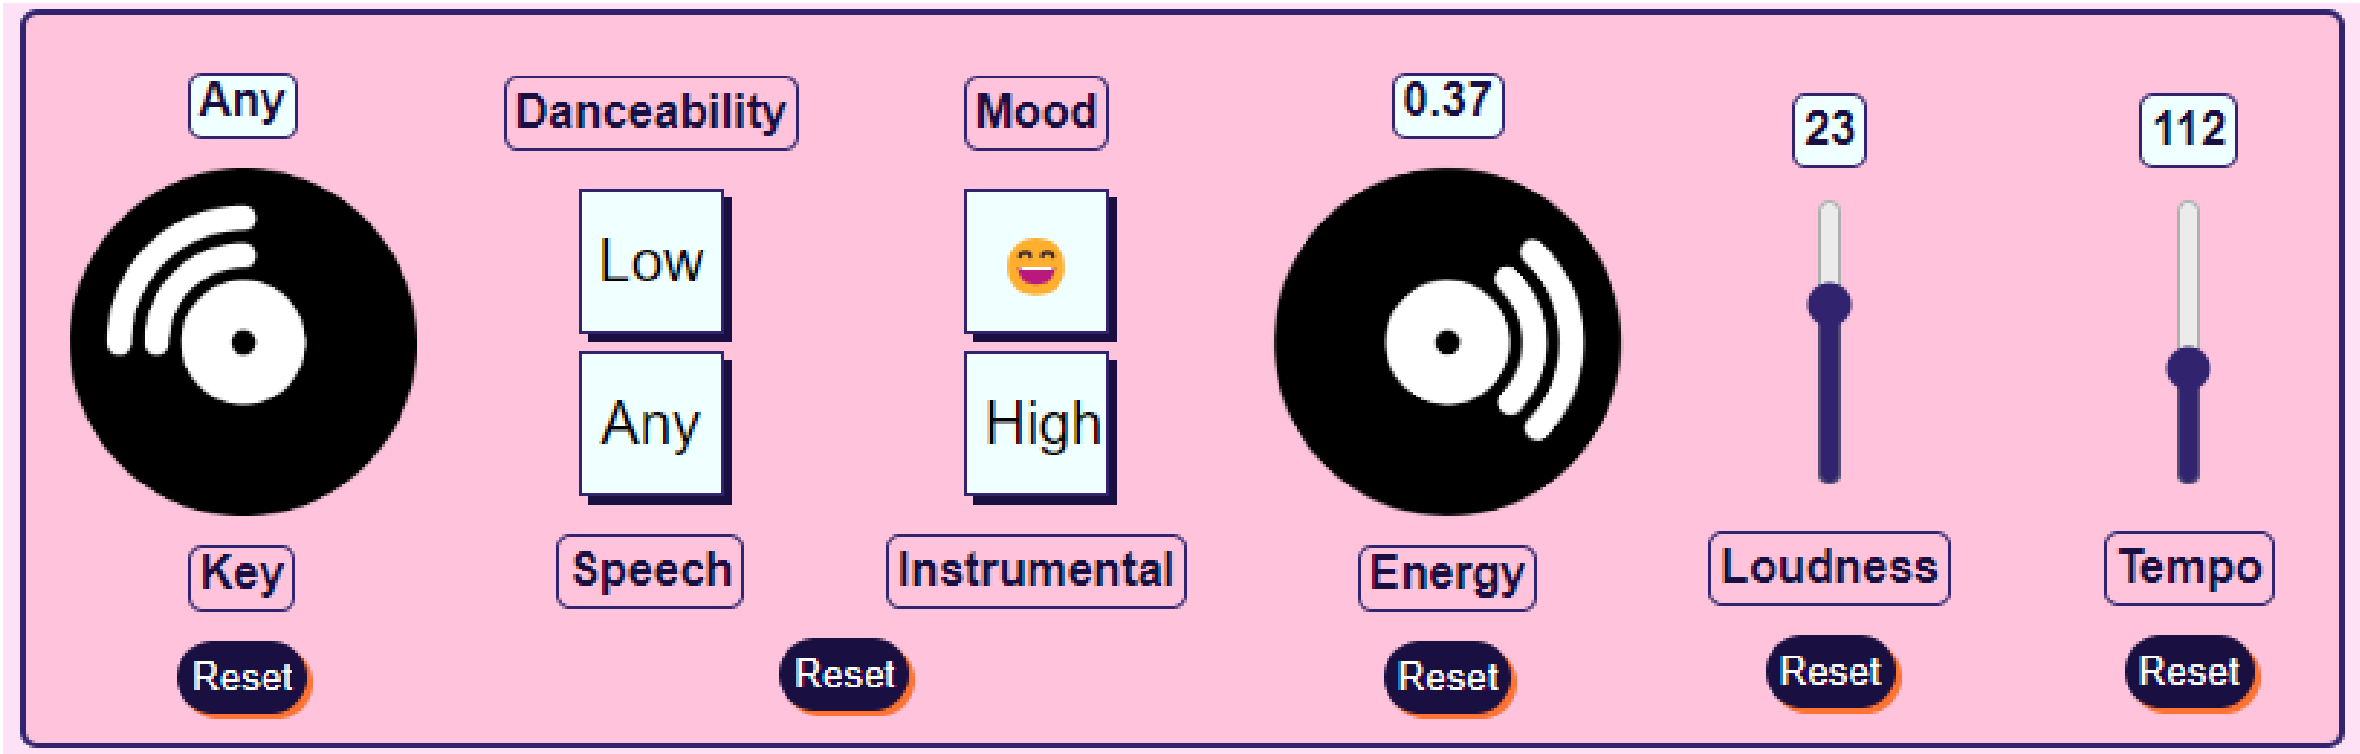 Any
Danceability
Mood
0.37
23
112
Low
Any
High
Key
Speech
Instrumental
Energy
Loudness
Tempo
Reset
Reset
Reset
Reset
Reset